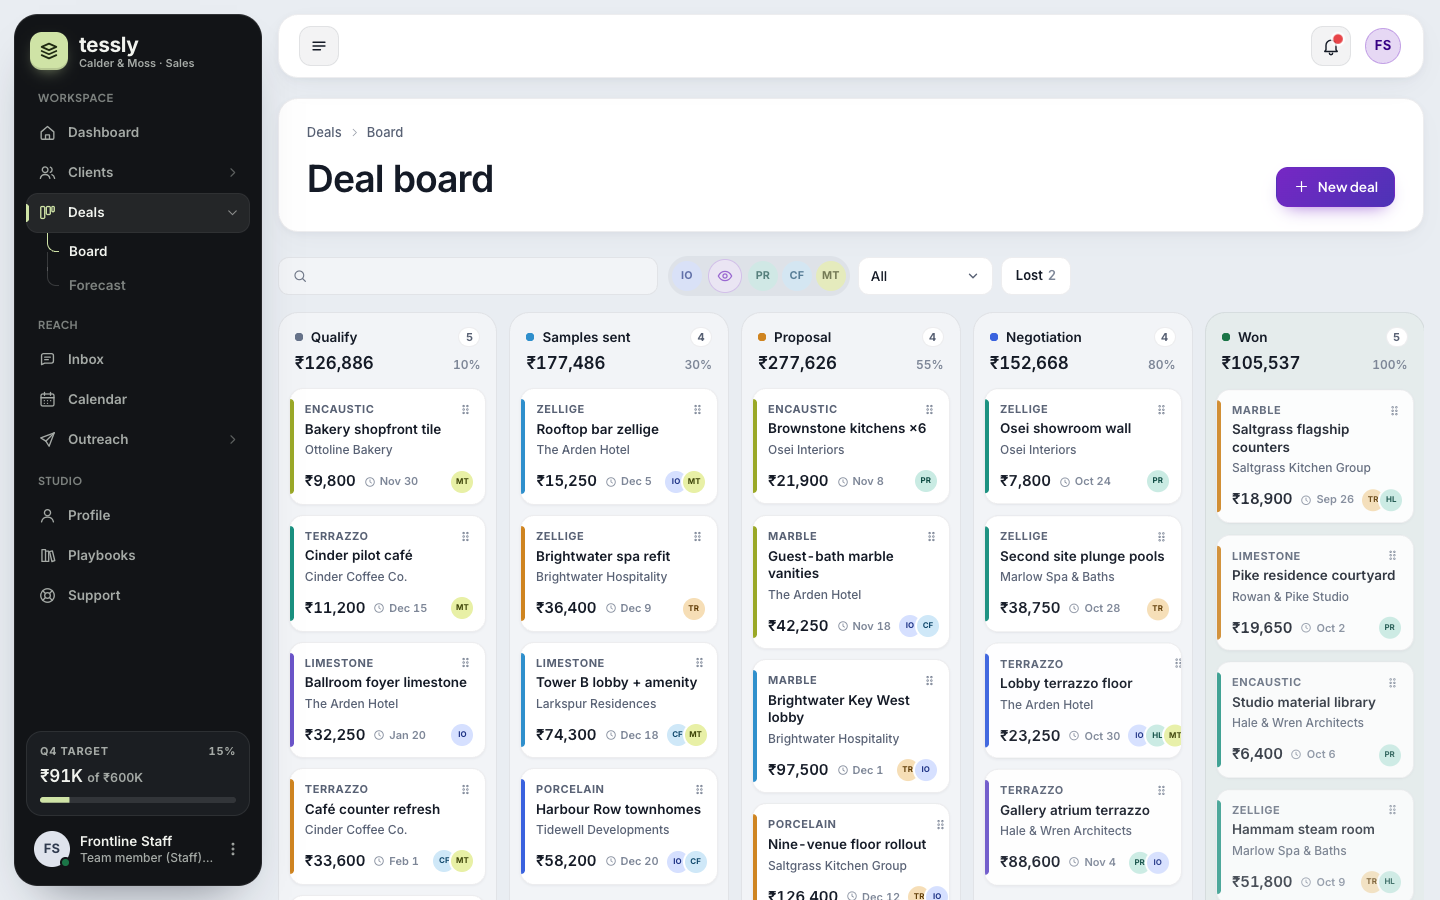 tessly
Calder & Moss · Sales
WORKSPACE
Dashboard
Clients
Deals
Board
Forecast
REACH
Inbox
Calendar
Outreach
STUDIO
Profile
Playbooks
Support
Q4 TARGET 15%
₹91K of ₹600K
FS Frontline Staff
Team member (Staff)...
FS
Deals > Board
Deal board
+ New deal
IO PR CF MT
All
Lost 2
Qualify 5
₹126,886 10%
ENCAUSTIC
Bakery shopfront tile
Ottoline Bakery
₹9,800 Nov 30 MT
TERRAZZO
Cinder pilot café
Cinder Coffee Co.
₹11,200 Dec 15 MT
LIMESTONE
Ballroom foyer limestone
The Arden Hotel
₹32,250 Jan 20 IO
TERRAZZO
Café counter refresh
Cinder Coffee Co.
₹33,600 Feb 1 CF MT
Samples sent 4
₹177,486 30%
ZELLIGE
Rooftop bar zellige
The Arden Hotel
₹15,250 Dec 5 IO MT
ZELLIGE
Brightwater spa refit
Brightwater Hospitality
₹36,400 Dec 9 TR
LIMESTONE
Tower B lobby + amenity
Larkspur Residences
₹74,300 Dec 18 CF MT
PORCELAIN
Harbour Row townhomes
Tidewell Developments
₹58,200 Dec 20 IO CF
Proposal 4
₹277,626 55%
ENCAUSTIC
Brownstone kitchens ×6
Osei Interiors
₹21,900 Nov 8 PR
MARBLE
Guest-bath marble
vanities
The Arden Hotel
₹42,250 Nov 18 IO CF
MARBLE
Brightwater Key West
lobby
Brightwater Hospitality
₹97,500 Dec 1 TR IO
PORCELAIN
Nine-venue floor rollout
Saltgrass Kitchen Group
₹126,400 Dec 12 TR IO
Negotiation 4
₹152,668 80%
ZELLIGE
Osei showroom wall
Osei Interiors
₹7,800 Oct 24 PR
ZELLIGE
Second site plunge pools
Marlow Spa & Baths
₹38,750 Oct 28 TR
TERRAZZO
Lobby terrazzo floor
The Arden Hotel
₹23,250 Oct 30 IO HL MT
TERRAZZO
Gallery atrium terrazzo
Hale & Wren Architects
₹88,600 Nov 4 PR IO
Won 5
₹105,537 100%
MARBLE
Saltgrass flagship
counters
Saltgrass Kitchen Group
₹18,900 Sep 26 TR HL
LIMESTONE
Pike residence courtyard
Rowan & Pike Studio
₹19,650 Oct 2 PR
ENCAUSTIC
Studio material library
Hale & Wren Architects
₹6,400 Oct 6 PR
ZELLIGE
Hammam steam room
Marlow Spa & Baths
₹51,800 Oct 9 TR HL